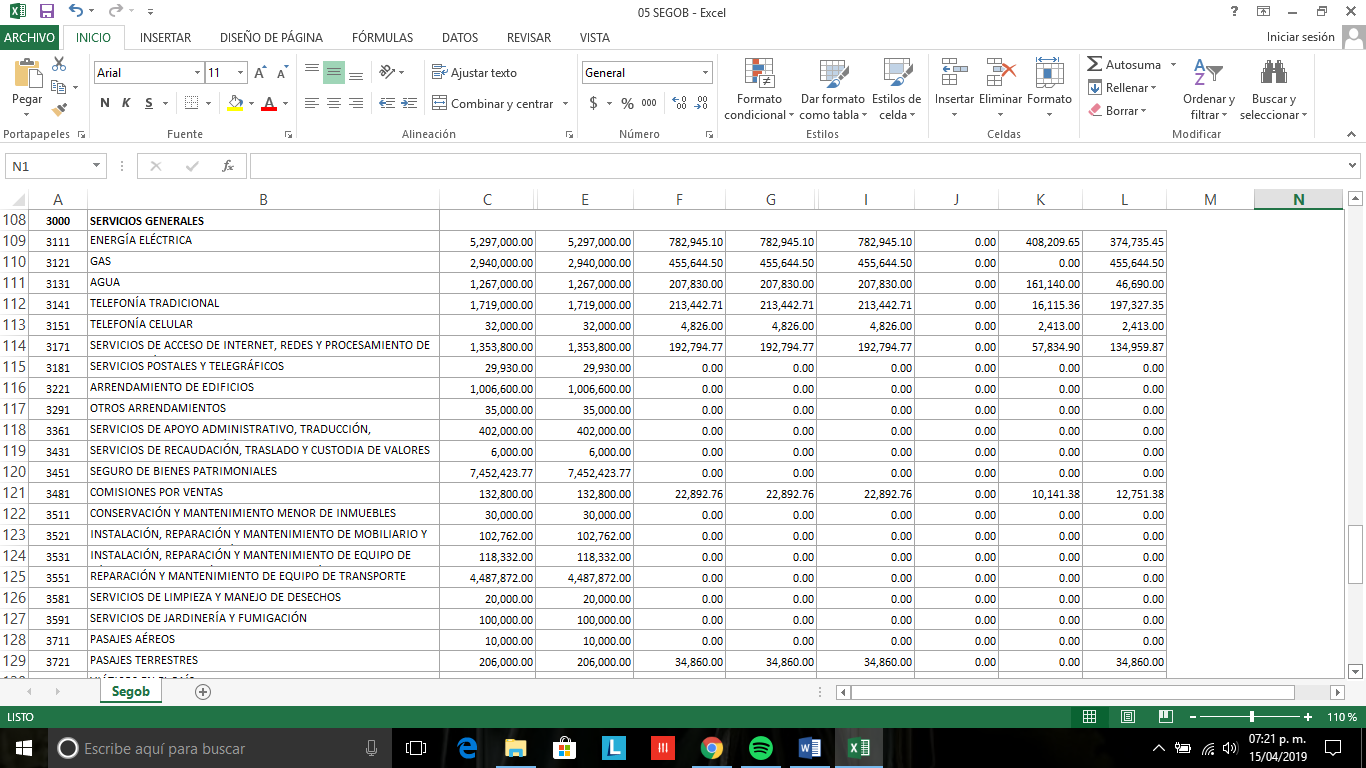 05 SEGOB - Excel
ARCHIVO INICIO INSERTAR DISEÑO DE PÁGINA FÓRMULAS DATOS REVISAR VISTA Iniciar sesión
Pegar
Portapapeles
Arial 11
N K S
Fuente
Ajustar texto
Combinar y centrar
Alineación
General
$ % 000
Número
Formato condicional
Dar formato como tabla
Estilos de celda
Estilos
Insertar Eliminar Formato
Celdas
Autosuma
Rellenar
Borrar
Ordenar y filtrar
Buscar y seleccionar
Modificar
N1 fx
A B C E F G I J K L M N
108 3000 SERVICIOS GENERALES
109 3111 ENERGÍA ELÉCTRICA 5,297,000.00 5,297,000.00 782,945.10 782,945.10 782,945.10 0.00 408,209.65 374,735.45
110 3121 GAS 2,940,000.00 2,940,000.00 455,644.50 455,644.50 455,644.50 0.00 0.00 455,644.50
111 3131 AGUA 1,267,000.00 1,267,000.00 207,830.00 207,830.00 207,830.00 0.00 161,140.00 46,690.00
112 3141 TELEFONÍA TRADICIONAL 1,719,000.00 1,719,000.00 213,442.71 213,442.71 213,442.71 0.00 16,115.36 197,327.35
113 3151 TELEFONÍA CELULAR 32,000.00 32,000.00 4,826.00 4,826.00 4,826.00 0.00 2,413.00 2,413.00
114 3171 SERVICIOS DE ACCESO DE INTERNET, REDES Y PROCESAMIENTO DE 1,353,800.00 1,353,800.00 192,794.77 192,794.77 192,794.77 0.00 57,834.90 134,959.87
115 3181 SERVICIOS POSTALES Y TELEGRÁFICOS 29,930.00 29,930.00 0.00 0.00 0.00 0.00 0.00 0.00
116 3221 ARRENDAMIENTO DE EDIFICIOS 1,006,600.00 1,006,600.00 0.00 0.00 0.00 0.00 0.00 0.00
117 3291 OTROS ARRENDAMIENTOS 35,000.00 35,000.00 0.00 0.00 0.00 0.00 0.00 0.00
118 3361 SERVICIOS DE APOYO ADMINISTRATIVO, TRADUCCIÓN, 402,000.00 402,000.00 0.00 0.00 0.00 0.00 0.00 0.00
119 3431 SERVICIOS DE RECAUDACIÓN, TRASLADO Y CUSTODIA DE VALORES 6,000.00 6,000.00 0.00 0.00 0.00 0.00 0.00 0.00
120 3451 SEGURO DE BIENES PATRIMONIALES 7,452,423.77 7,452,423.77 0.00 0.00 0.00 0.00 0.00 0.00
121 3481 COMISIONES POR VENTAS 132,800.00 132,800.00 22,892.76 22,892.76 22,892.76 0.00 10,141.38 12,751.38
122 3511 CONSERVACIÓN Y MANTENIMIENTO MENOR DE INMUEBLES 30,000.00 30,000.00 0.00 0.00 0.00 0.00 0.00 0.00
123 3521 INSTALACIÓN, REPARACIÓN Y MANTENIMIENTO DE MOBILIARIO Y 102,762.00 102,762.00 0.00 0.00 0.00 0.00 0.00 0.00
124 3531 INSTALACIÓN, REPARACIÓN Y MANTENIMIENTO DE EQUIPO DE 118,332.00 118,332.00 0.00 0.00 0.00 0.00 0.00 0.00
125 3551 REPARACIÓN Y MANTENIMIENTO DE EQUIPO DE TRANSPORTE 4,487,872.00 4,487,872.00 0.00 0.00 0.00 0.00 0.00 0.00
126 3581 SERVICIOS DE LIMPIEZA Y MANEJO DE DESECHOS 20,000.00 20,000.00 0.00 0.00 0.00 0.00 0.00 0.00
127 3591 SERVICIOS DE JARDINERÍA Y FUMIGACIÓN 100,000.00 100,000.00 0.00 0.00 0.00 0.00 0.00 0.00
128 3711 PASAJES AÉREOS 10,000.00 10,000.00 0.00 0.00 0.00 0.00 0.00 0.00
129 3721 PASAJES TERRESTRES 206,000.00 206,000.00 34,860.00 34,860.00 34,860.00 0.00 0.00 34,860.00
Segob
LISTO 110 %
Escribe aquí para buscar
07:21 p. m.
15/04/2019